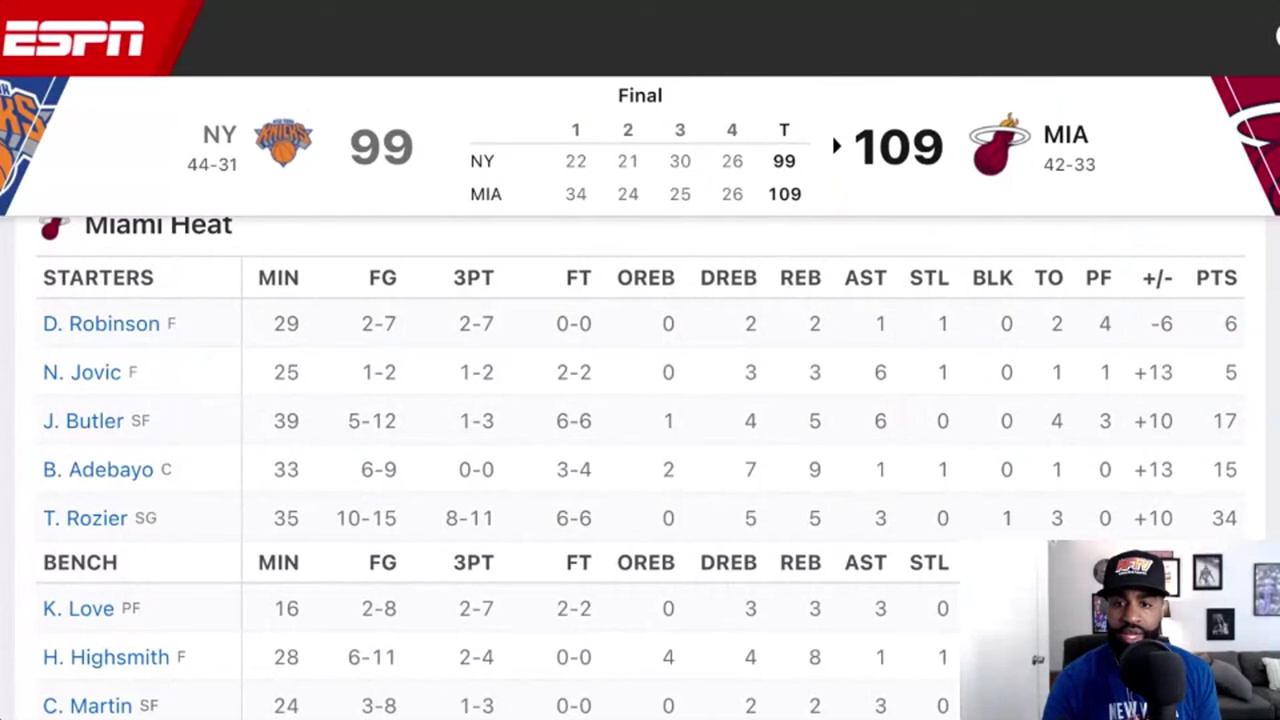 ESPN
Final
NY
44-31
KNICKS
99
1 2 3 4 T
NY 22 21 30 26 99
MIA 34 24 25 26 109
109
MIA
42-33
Miami Heat
STARTERS MIN FG 3PT FT OREB DREB REB AST STL BLK TO PF +/- PTS
D. Robinson F 29 2-7 2-7 0-0 0 2 2 1 1 0 2 4 -6 6
N. Jovic F 25 1-2 1-2 2-2 0 3 3 6 1 0 1 1 +13 5
J. Butler SF 39 5-12 1-3 6-6 1 4 5 6 0 0 4 3 +10 17
B. Adebayo C 33 6-9 0-0 3-4 2 7 9 1 1 0 1 0 +13 15
T. Rozier SG 35 10-15 8-11 6-6 0 5 5 3 0 1 3 0 +10 34
BENCH MIN FG 3PT FT OREB DREB REB AST STL
K. Love PF 16 2-8 2-7 2-2 0 3 3 3 0
H. Highsmith F 28 6-11 2-4 0-0 4 4 8 1 1
C. Martin SF 24 3-8 1-3 0-0 0 2 2 3 0
KFTV
NEW